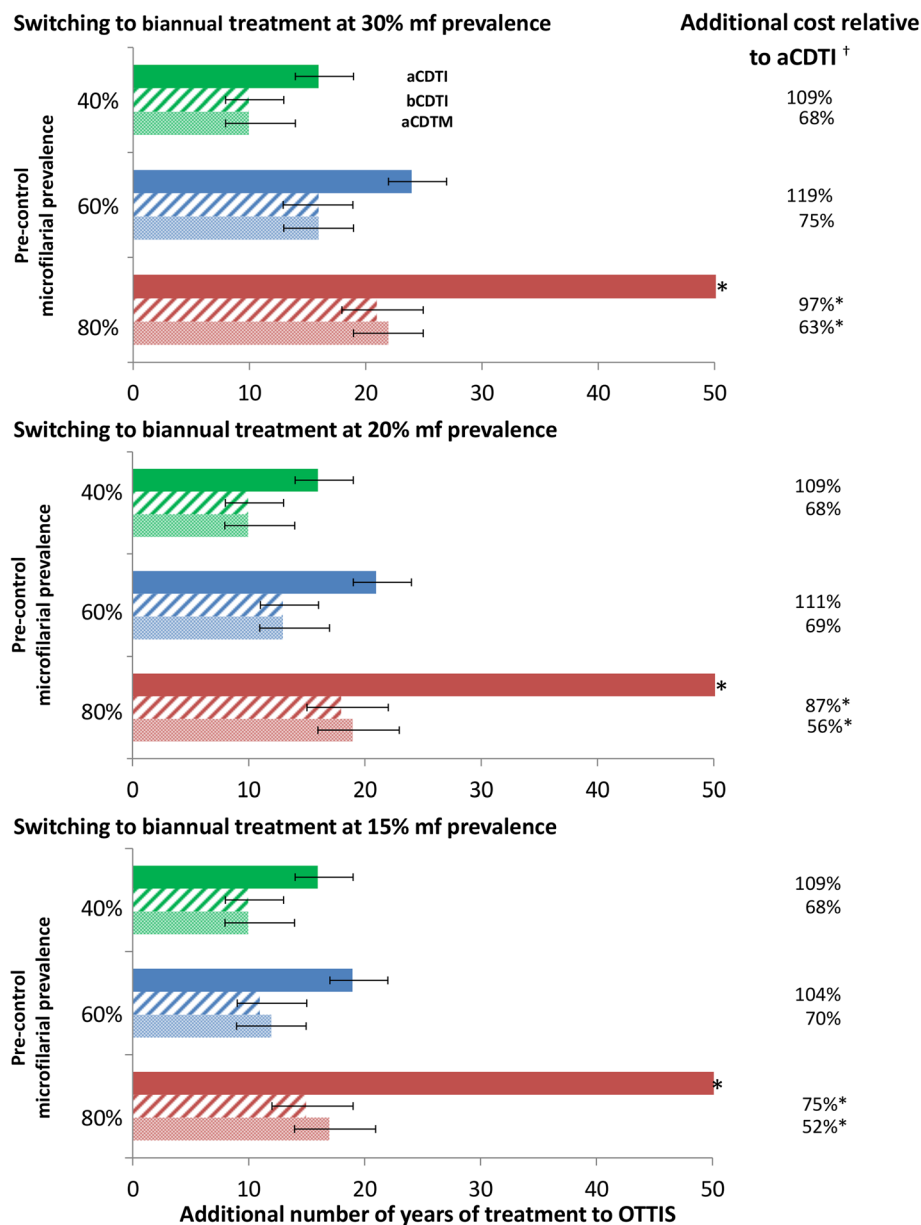 Switching to biannual treatment at 30% mf prevalence
Additional cost relative
to aCDTI †
Pre-control
microfilarial prevalence
40%
aCDTI
bCDTI
aCDTM
109%
68%
60%
119%
75%
80%
*
97%*
63%*
0 10 20 30 40 50
Switching to biannual treatment at 20% mf prevalence
Pre-control
microfilarial prevalence
40%
109%
68%
60%
111%
69%
80%
*
87%*
56%*
0 10 20 30 40 50
Switching to biannual treatment at 15% mf prevalence
Pre-control
microfilarial prevalence
40%
109%
68%
60%
104%
70%
80%
*
75%*
52%*
0 10 20 30 40 50
Additional number of years of treatment to OTTIS